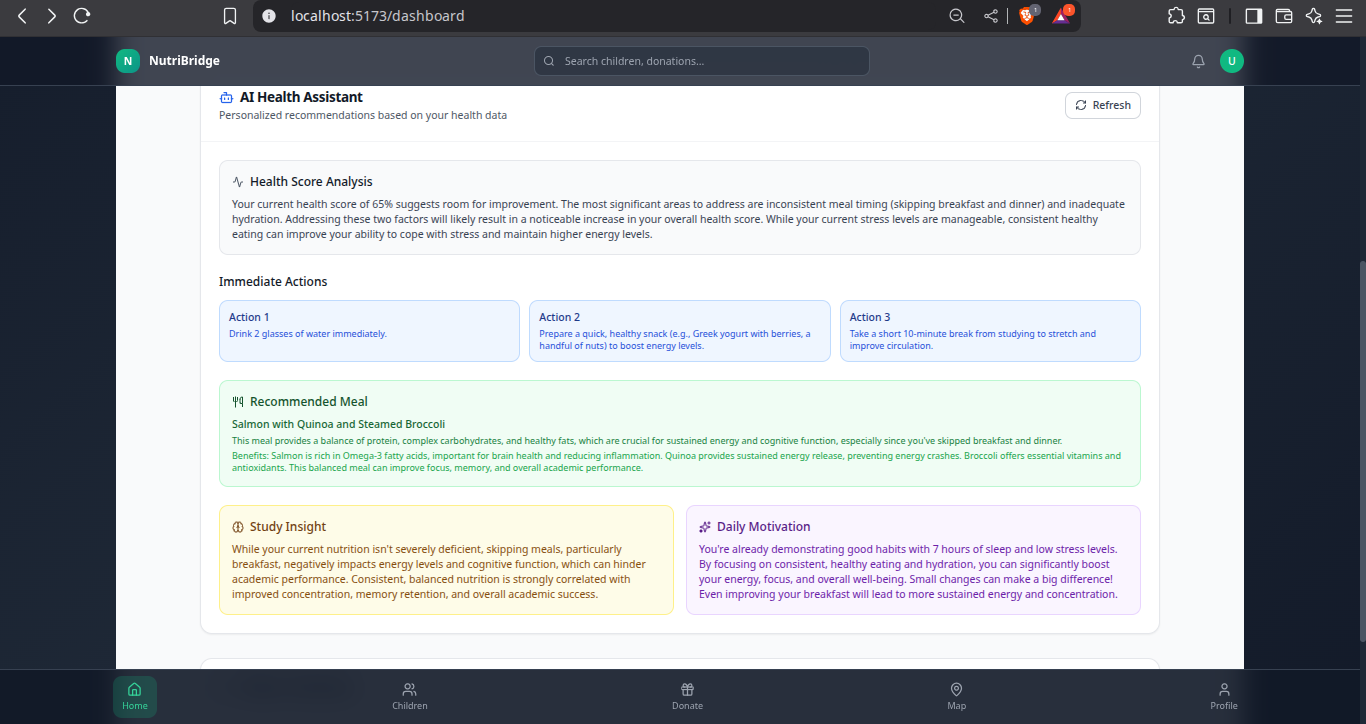 localhost:5173/dashboard
1
1
N
NutriBridge
Search children, donations...
U
AI Health Assistant
Personalized recommendations based on your health data
Refresh
Health Score Analysis
Your current health score of 65% suggests room for improvement. The most significant areas to address are inconsistent meal timing (skipping breakfast and dinner) and inadequate
hydration. Addressing these two factors will likely result in a noticeable increase in your overall health score. While your current stress levels are manageable, consistent healthy
eating can improve your ability to cope with stress and maintain higher energy levels.
Immediate Actions
Action 1
Drink 2 glasses of water immediately.
Action 2
Prepare a quick, healthy snack (e.g., Greek yogurt with berries, a
handful of nuts) to boost energy levels.
Action 3
Take a short 10-minute break from studying to stretch and
improve circulation.
Recommended Meal
Salmon with Quinoa and Steamed Broccoli
This meal provides a balance of protein, complex carbohydrates, and healthy fats, which are crucial for sustained energy and cognitive function, especially since you've skipped breakfast and dinner.
Benefits: Salmon is rich in Omega-3 fatty acids, important for brain health and reducing inflammation. Quinoa provides sustained energy release, preventing energy crashes. Broccoli offers essential vitamins and
antioxidants. This balanced meal can improve focus, memory, and overall academic performance.
Study Insight
While your current nutrition isn't severely deficient, skipping meals, particularly
breakfast, negatively impacts energy levels and cognitive function, which can hinder
academic performance. Consistent, balanced nutrition is strongly correlated with
improved concentration, memory retention, and overall academic success.
Daily Motivation
You're already demonstrating good habits with 7 hours of sleep and low stress levels.
By focusing on consistent, healthy eating and hydration, you can significantly boost
your energy, focus, and overall well-being. Small changes can make a big difference!
Even improving your breakfast will lead to more sustained energy and concentration.
Home
Children
Donate
Map
Profile